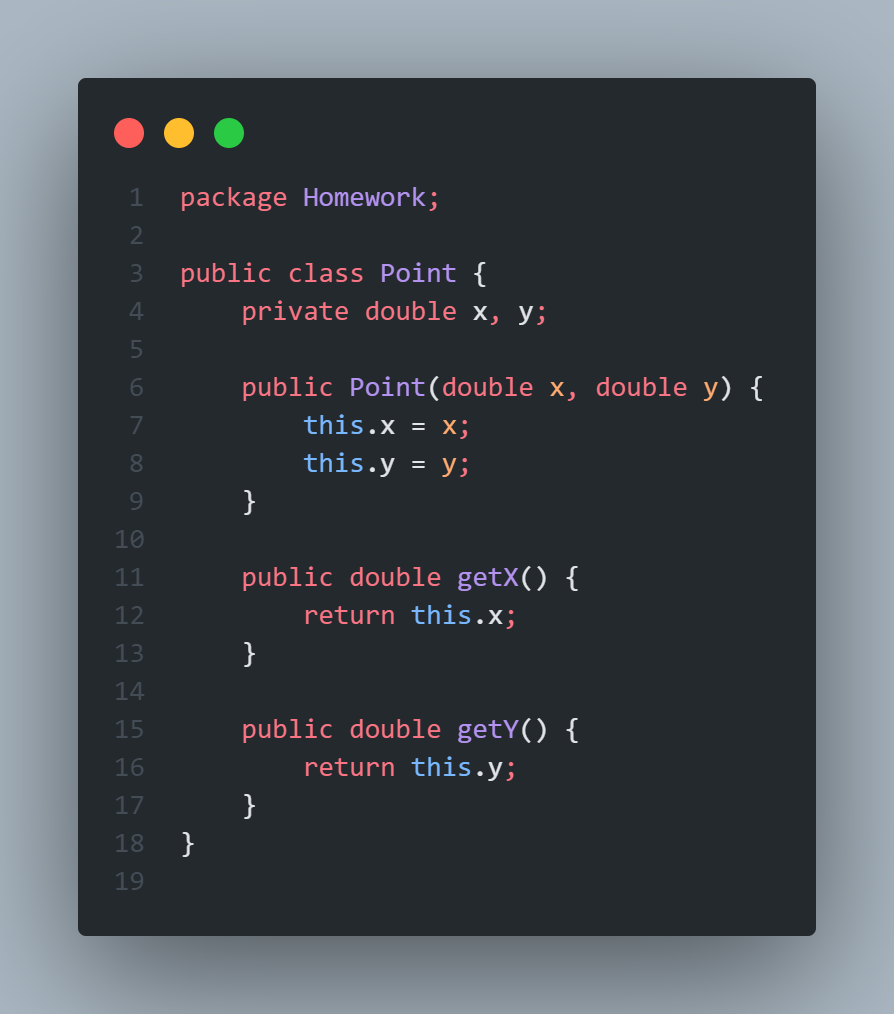 1 package Homework;
2
3 public class Point {
4     private double x, y;
5
6     public Point(double x, double y) {
7         this.x = x;
8         this.y = y;
9     }
10
11     public double getX() {
12         return this.x;
13     }
14
15     public double getY() {
16         return this.y;
17     }
18 }
19